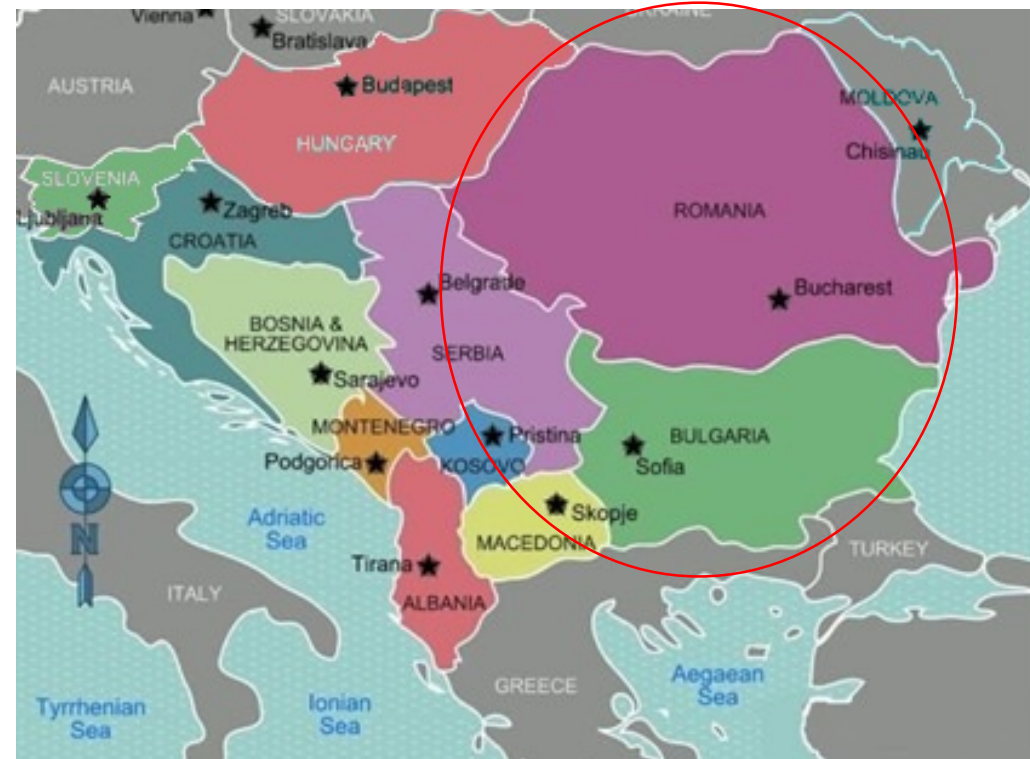 Vienna
SLOVAKIA
UKRAINE
Bratislava
AUSTRIA
Budapest
MOLDOVA
HUNGARY
Chisinau
SLOVENIA
Ljubljana
Zagreb
ROMANIA
CROATIA
Belgrade
Bucharest
BOSNIA &
HERZEGOVINA
SERBIA
Sarajevo
MONTENEGRO
Pristina
BULGARIA
Podgorica
KOSOVO
Sofia
Adriatic
Sea
Skopje
N
MACEDONIA
TURKEY
Tirana
ITALY
ALBANIA
Aegaean
Sea
GREECE
Tyrrhenian
Sea
Ionian
Sea